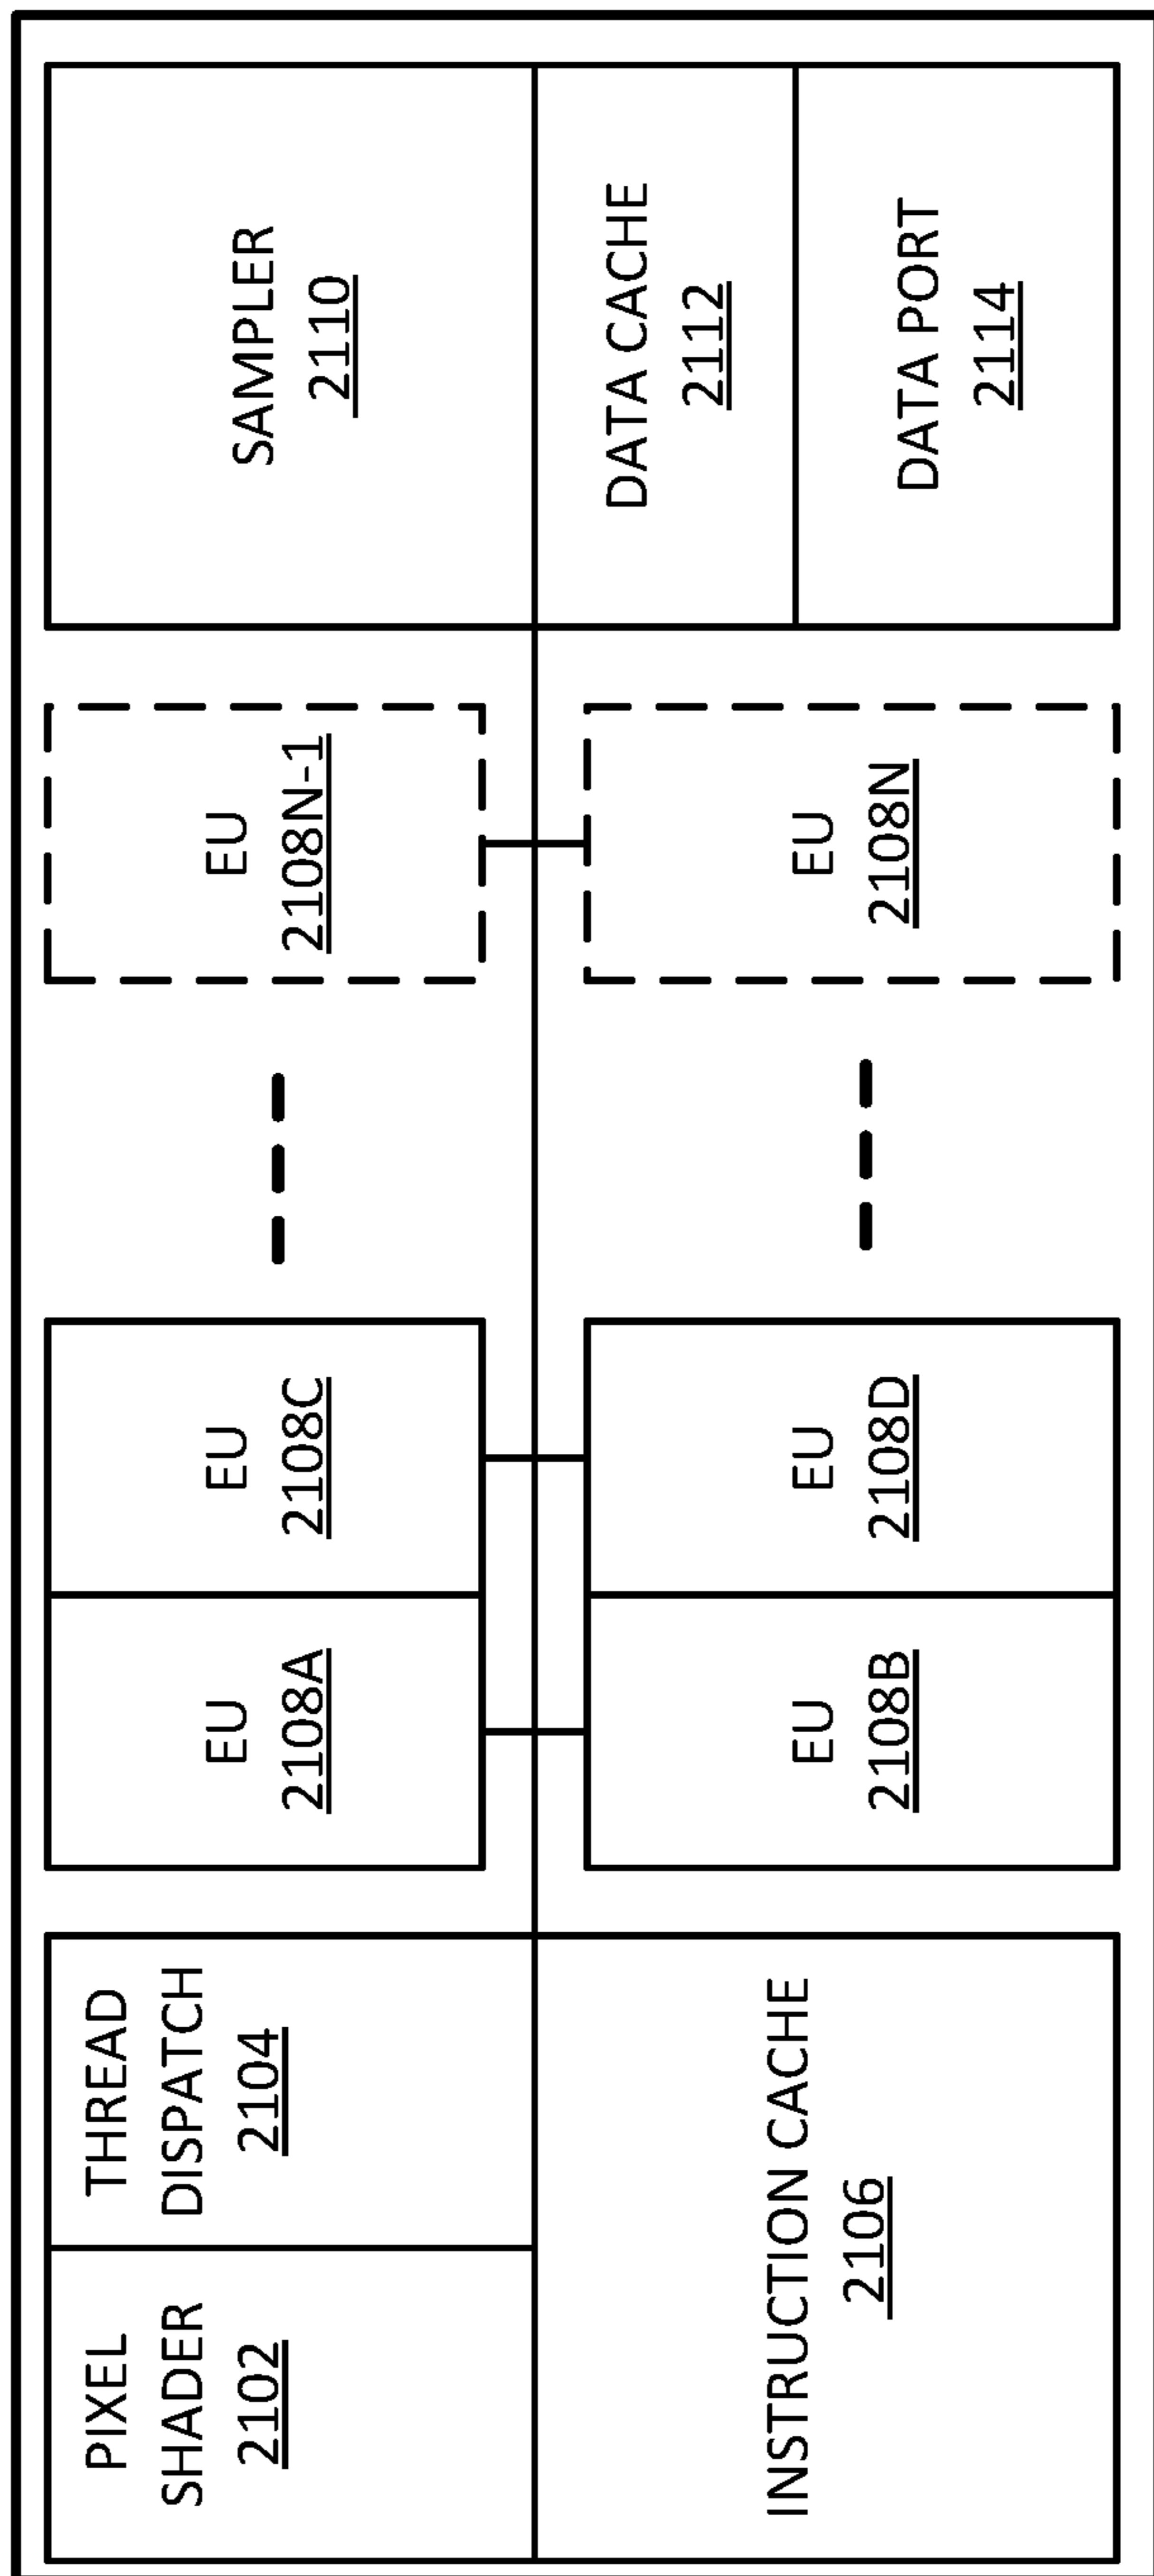 PIXEL
SHADER
2102
THREAD
DISPATCH
2104
INSTRUCTION CACHE
2106
EU
2108A
EU
2108C
EU
2108B
EU
2108D
EU
2108N-1
EU
2108N
SAMPLER
2110
DATA CACHE
2112
DATA PORT
2114